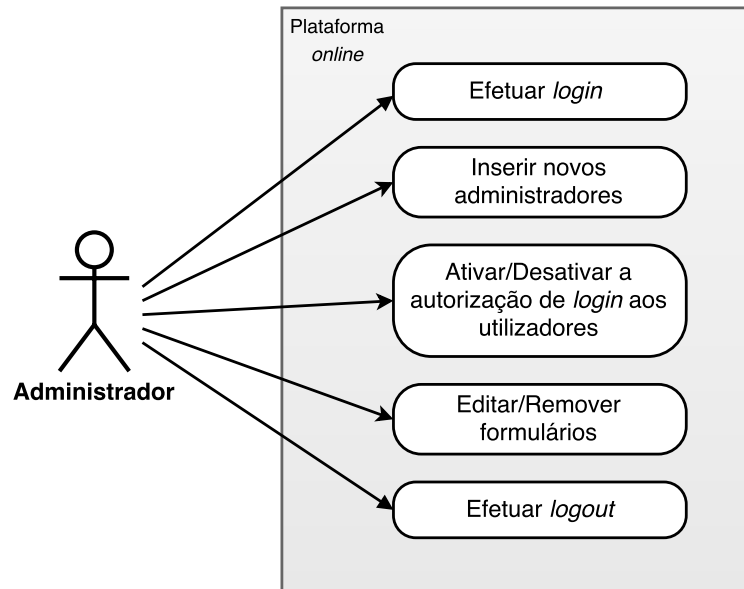 Plataforma
online
Efetuar login
Inserir novos
administradores
Ativar/Desativar a
autorização de login aos
utilizadores
Administrador
Editar/Remover
formulários
Efetuar logout